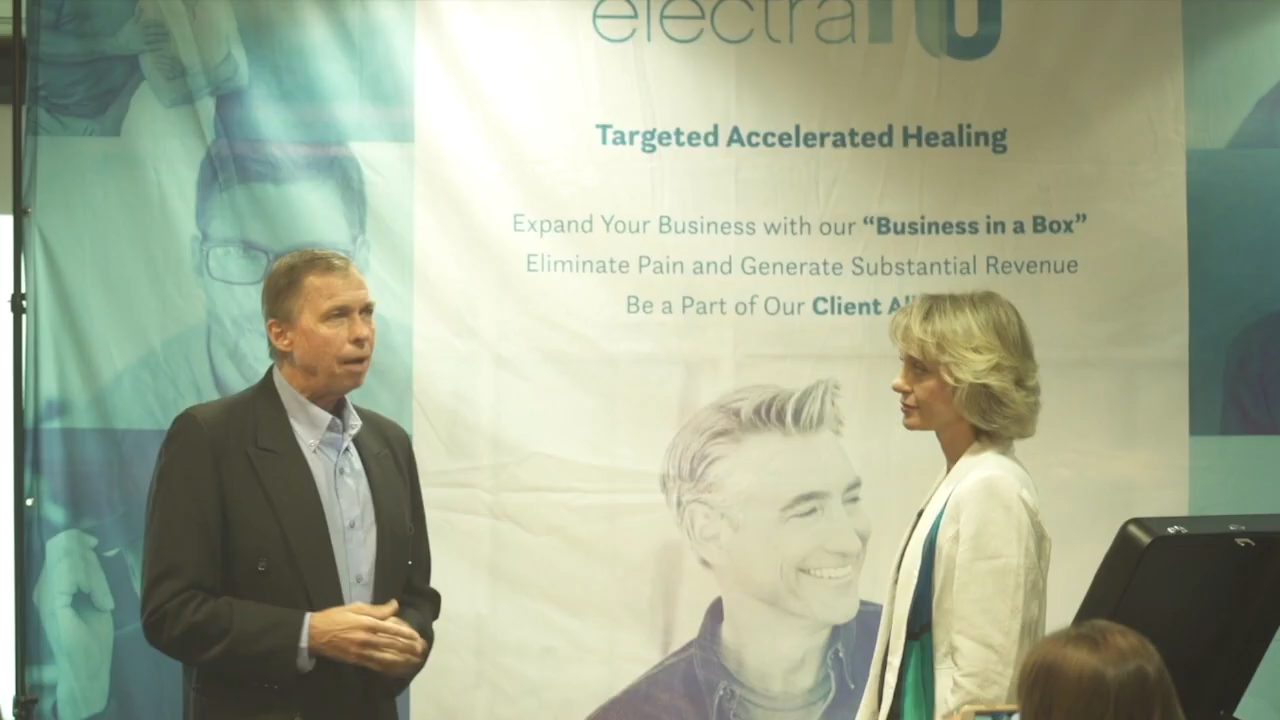 electra
Targeted Accelerated Healing
Expand Your Business with our “Business in a Box”
Eliminate Pain and Generate Substantial Revenue
Be a Part of Our Client